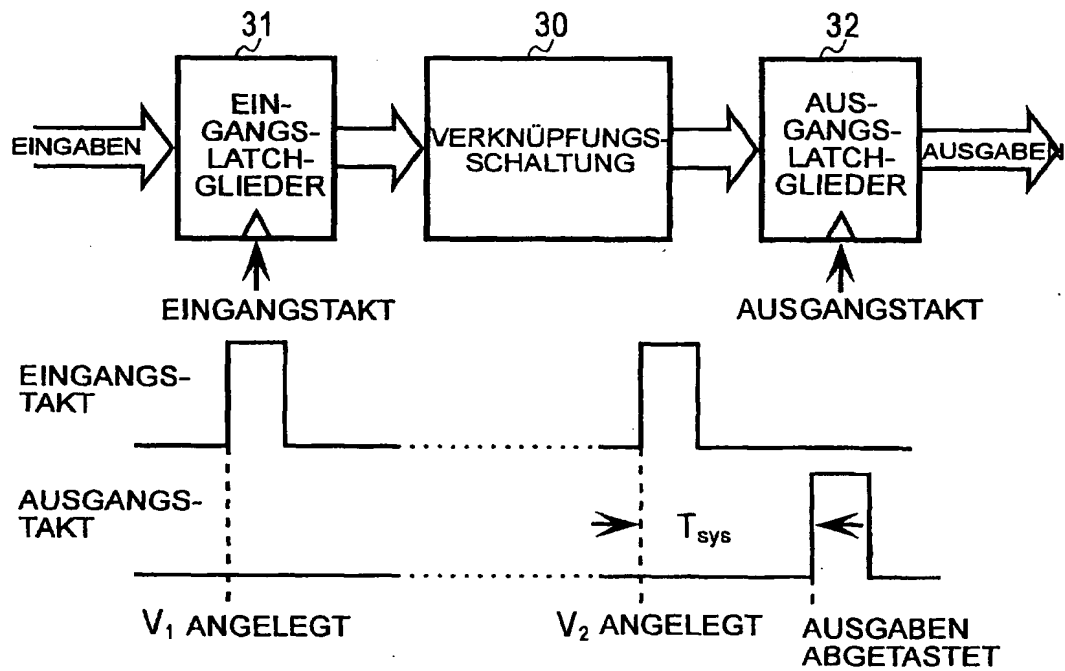 31
30
32
EINGABEN
EIN-
GANGS-
LATCH-
GLIEDER
VERKNÜPFUNGS-
SCHALTUNG
AUS-
GANGS-
LATCH-
GLIEDER
AUSGABEN
EINGANGSTAKT
AUSGANGSTAKT
EINGANGS-
TAKT
AUSGANGS-
TAKT
Tsys
V1 ANGELEGT
V2 ANGELEGT
AUSGABEN
ABGETASTET